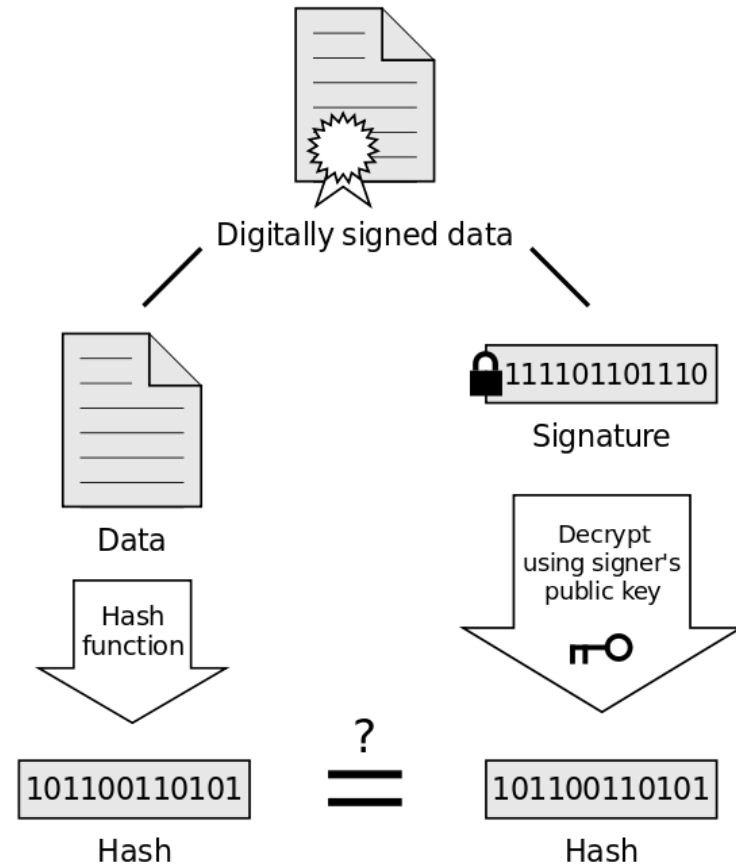 Digitally signed data
111101101110
Signature
Data
Decrypt
using signer's
public key
Hash
function
?
101100110101
101100110101
Hash
Hash